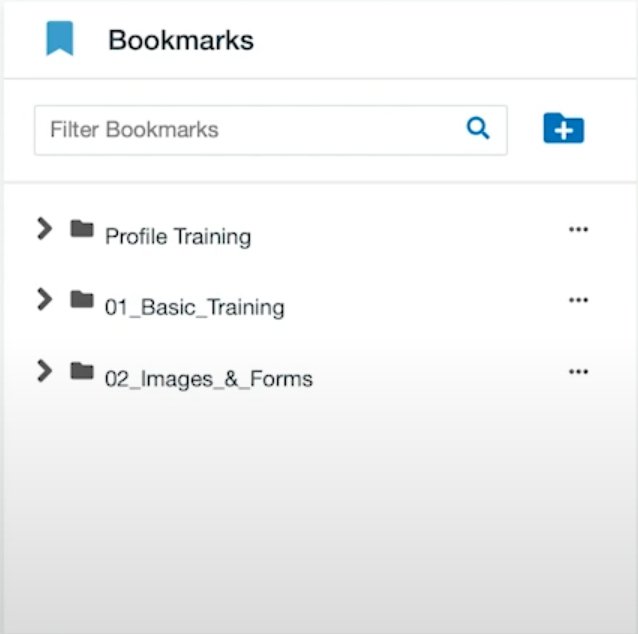 Bookmarks
Filter Bookmarks
Profile Training
01_Basic_Training
02_Images_&_Forms